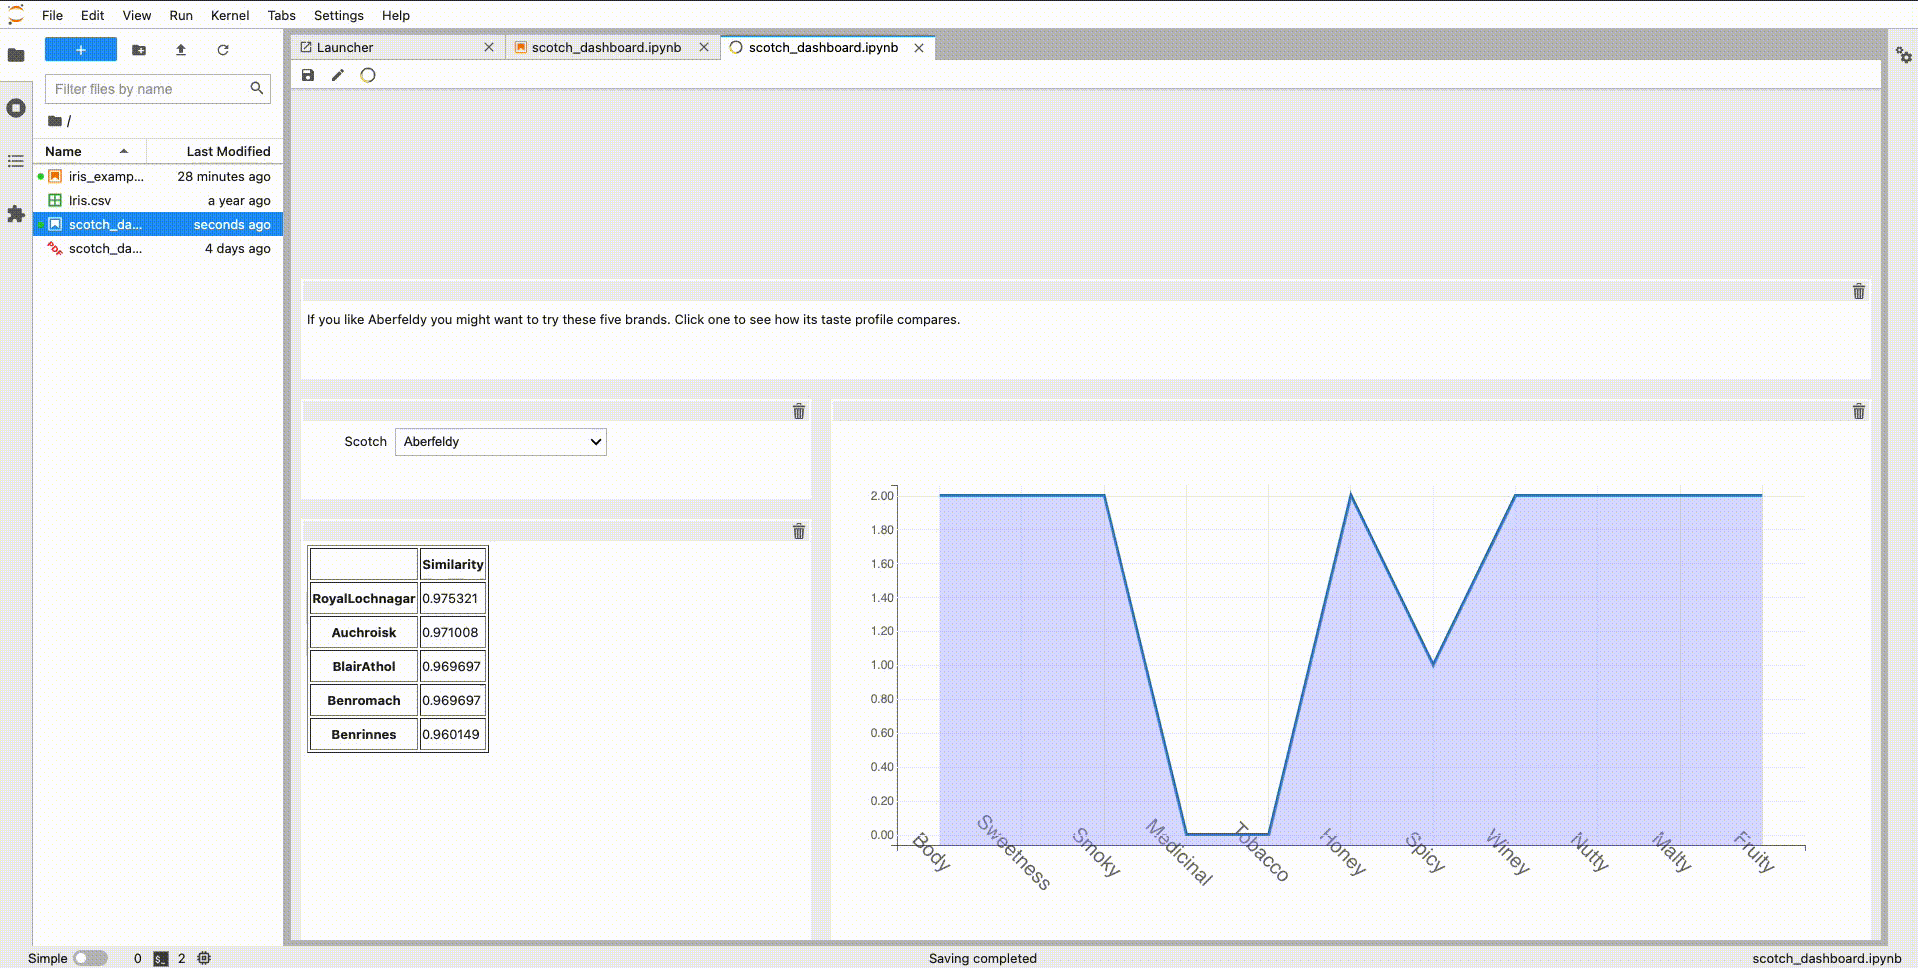 File Edit View Run Kernel Tabs Settings Help
+
Launcher
scotch_dashboard.ipynb
scotch_dashboard.ipynb
Filter files by name
/
Name Last Modified
iris_examp... 28 minutes ago
Iris.csv a year ago
scotch_da... seconds ago
scotch_da... 4 days ago
If you like Aberfeldy you might want to try these five brands. Click one to see how its taste profile compares.
Scotch Aberfeldy
Similarity
RoyalLochnagar 0.975321
Auchroisk 0.971008
BlairAthol 0.969697
Benromach 0.969697
Benrinnes 0.960149
2.00
1.80
1.60
1.40
1.20
1.00
0.80
0.60
0.40
0.20
0.00
Body Sweetness Smoky Medicinal Tobacco Honey Spicy Winey Nutty Malty Fruity
Simple 0 $_ 2 Saving completed scotch_dashboard.ipynb